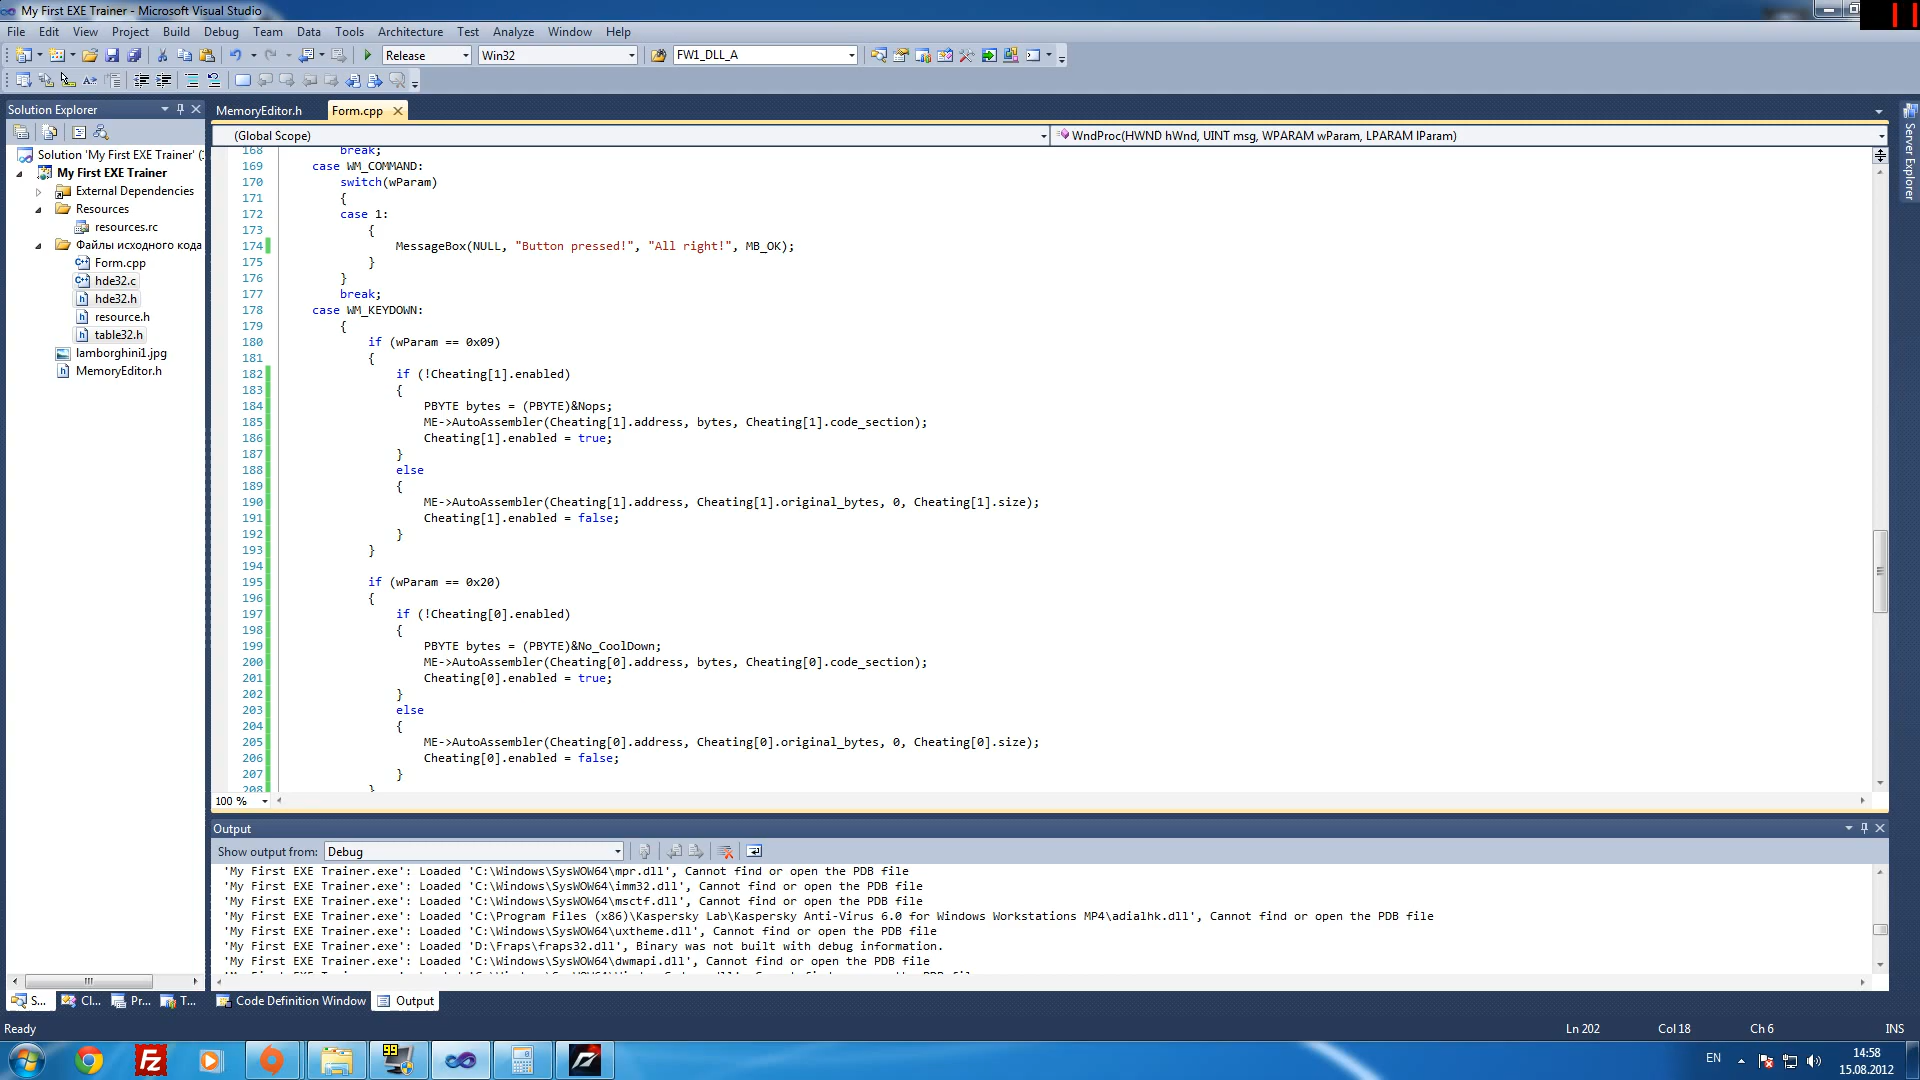 My First EXE Trainer - Microsoft Visual Studio
File Edit View Project Build Debug Team Data Tools Architecture Test Analyze Window Help
Release Win32 FW1_DLL_A
Solution Explorer
MemoryEditor.h Form.cpp
(Global Scope) WndProc(HWND hWnd, UINT msg, WPARAM wParam, LPARAM lParam)
Solution 'My First EXE Trainer' (
My First EXE Trainer
External Dependencies
Resources
resources.rc
Файлы исходного кода
Form.cpp
hde32.c
hde32.h
resource.h
table32.h
lamborghini1.jpg
MemoryEditor.h
168 break;
169 case WM_COMMAND:
170 switch(wParam)
171 {
172 case 1:
173 {
174 MessageBox(NULL, "Button pressed!", "All right!", MB_OK);
175 }
176 }
177 break;
178 case WM_KEYDOWN:
179 {
180 if (wParam == 0x09)
181 {
182 if (!Cheating[1].enabled)
183 {
184 PBYTE bytes = (PBYTE)&Nops;
185 ME->AutoAssembler(Cheating[1].address, bytes, Cheating[1].code_section);
186 Cheating[1].enabled = true;
187 }
188 else
189 {
190 ME->AutoAssembler(Cheating[1].address, Cheating[1].original_bytes, 0, Cheating[1].size);
191 Cheating[1].enabled = false;
192 }
193 }
194
195 if (wParam == 0x20)
196 {
197 if (!Cheating[0].enabled)
198 {
199 PBYTE bytes = (PBYTE)&No_CoolDown;
200 ME->AutoAssembler(Cheating[0].address, bytes, Cheating[0].code_section);
201 Cheating[0].enabled = true;
202 }
203 else
204 {
205 ME->AutoAssembler(Cheating[0].address, Cheating[0].original_bytes, 0, Cheating[0].size);
206 Cheating[0].enabled = false;
207 }
208 }
100 %
Server Explorer
Output
Show output from: Debug
'My First EXE Trainer.exe': Loaded 'C:\Windows\SysWOW64\mpr.dll', Cannot find or open the PDB file
'My First EXE Trainer.exe': Loaded 'C:\Windows\SysWOW64\imm32.dll', Cannot find or open the PDB file
'My First EXE Trainer.exe': Loaded 'C:\Windows\SysWOW64\msctf.dll', Cannot find or open the PDB file
'My First EXE Trainer.exe': Loaded 'C:\Program Files (x86)\Kaspersky Lab\Kaspersky Anti-Virus 6.0 for Windows Workstations MP4\adialhk.dll', Cannot find or open the PDB file
'My First EXE Trainer.exe': Loaded 'C:\Windows\SysWOW64\uxtheme.dll', Cannot find or open the PDB file
'My First EXE Trainer.exe': Loaded 'D:\Fraps\fraps32.dll', Binary was not built with debug information.
'My First EXE Trainer.exe': Loaded 'C:\Windows\SysWOW64\dwmapi.dll', Cannot find or open the PDB file
S... Cl... Pr... T... Code Definition Window Output
Ready Ln 202 Col 18 Ch 6 INS
99
EN
14:58
15.08.2012